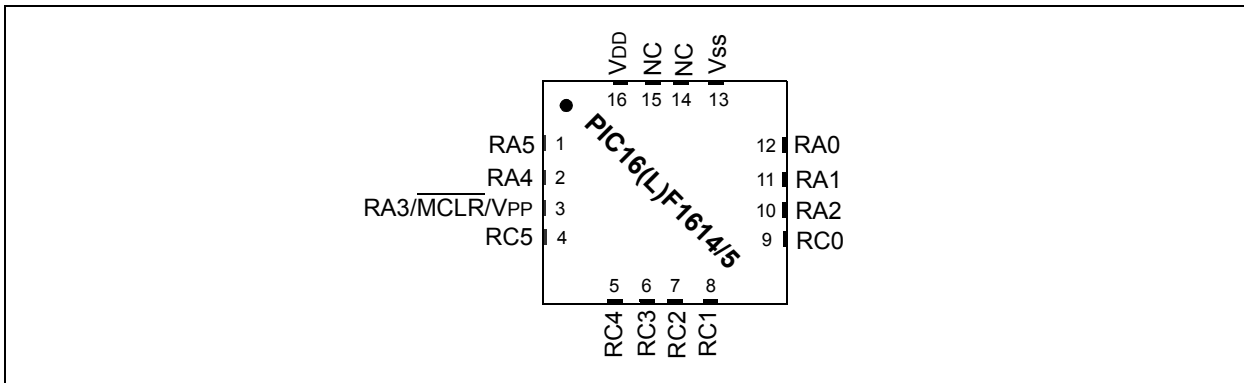 VDD NC NC Vss
16 15 14 13
RA5 1
RA4 2
RA3/MCLR/VPP 3
RC5 4
PIC16(L)F1614/5
12 RA0
11 RA1
10 RA2
9 RC0
5 6 7 8
RC4 RC3 RC2 RC1